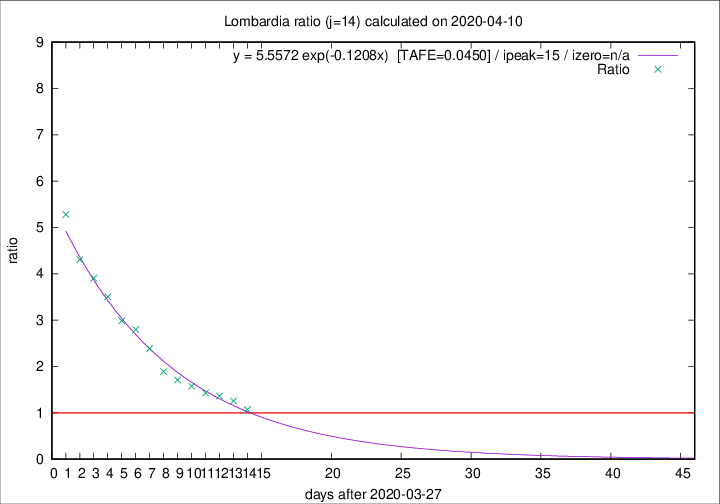 Lombardia ratio (j=14) calculated on 2020-04-10
y = 5.5572 exp(-0.1208x) [TAFE=0.0450] / ipeak=15 / izero=n/a
Ratio
9
8
7
6
5
4
3
2
1
0
ratio
0 1 2 3 4 5 6 7 8 9 10 11 12 13 14 15 20 25 30 35 40 45
days after 2020-03-27